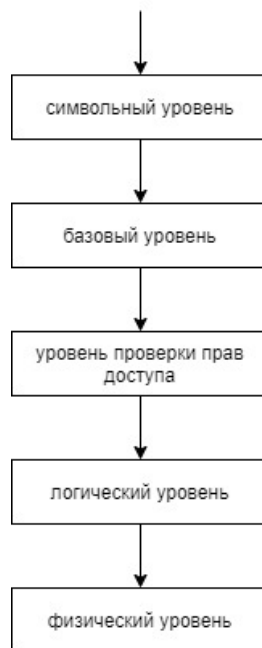 символьный уровень
базовый уровень
уровень проверки прав
доступа
логический уровень
физический уровень